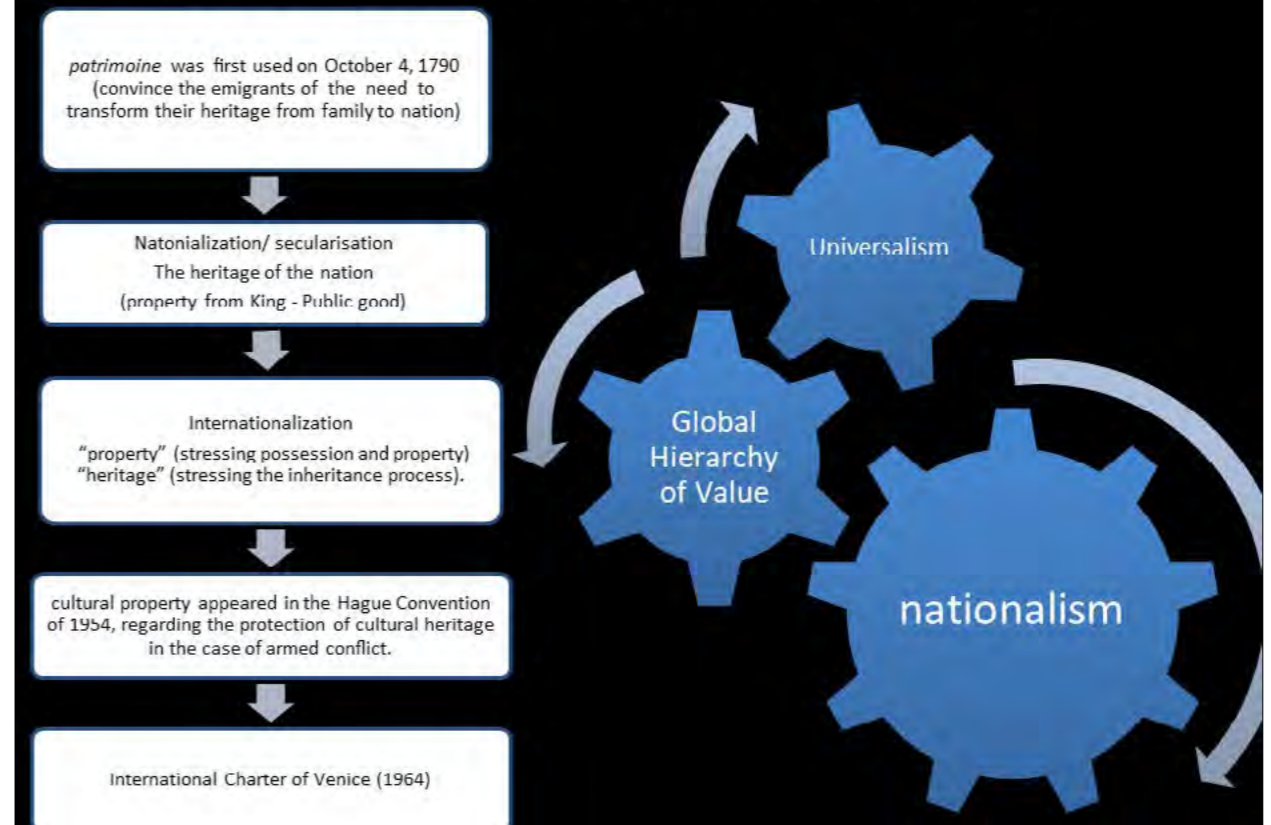 patrimoine was first used on October 4, 1790
(convince the emigrants of the need to
transform their heritage from family to nation)
Natonialization/ secularisation
The heritage of the nation
(property from King - Public good)
Internationalization
“property” (stressing possession and property)
“heritage” (stressing the inheritance process).
cultural property appeared in the Hague Convention
of 1954, regarding the protection of cultural heritage
in the case of armed conflict.
International Charter of Venice (1964)
Universalism
Global
Hierarchy
of Value
nationalism